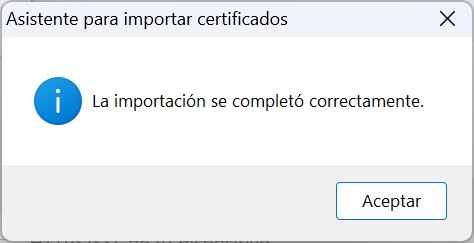 Asistente para importar certificados
La importación se completó correctamente.
Aceptar